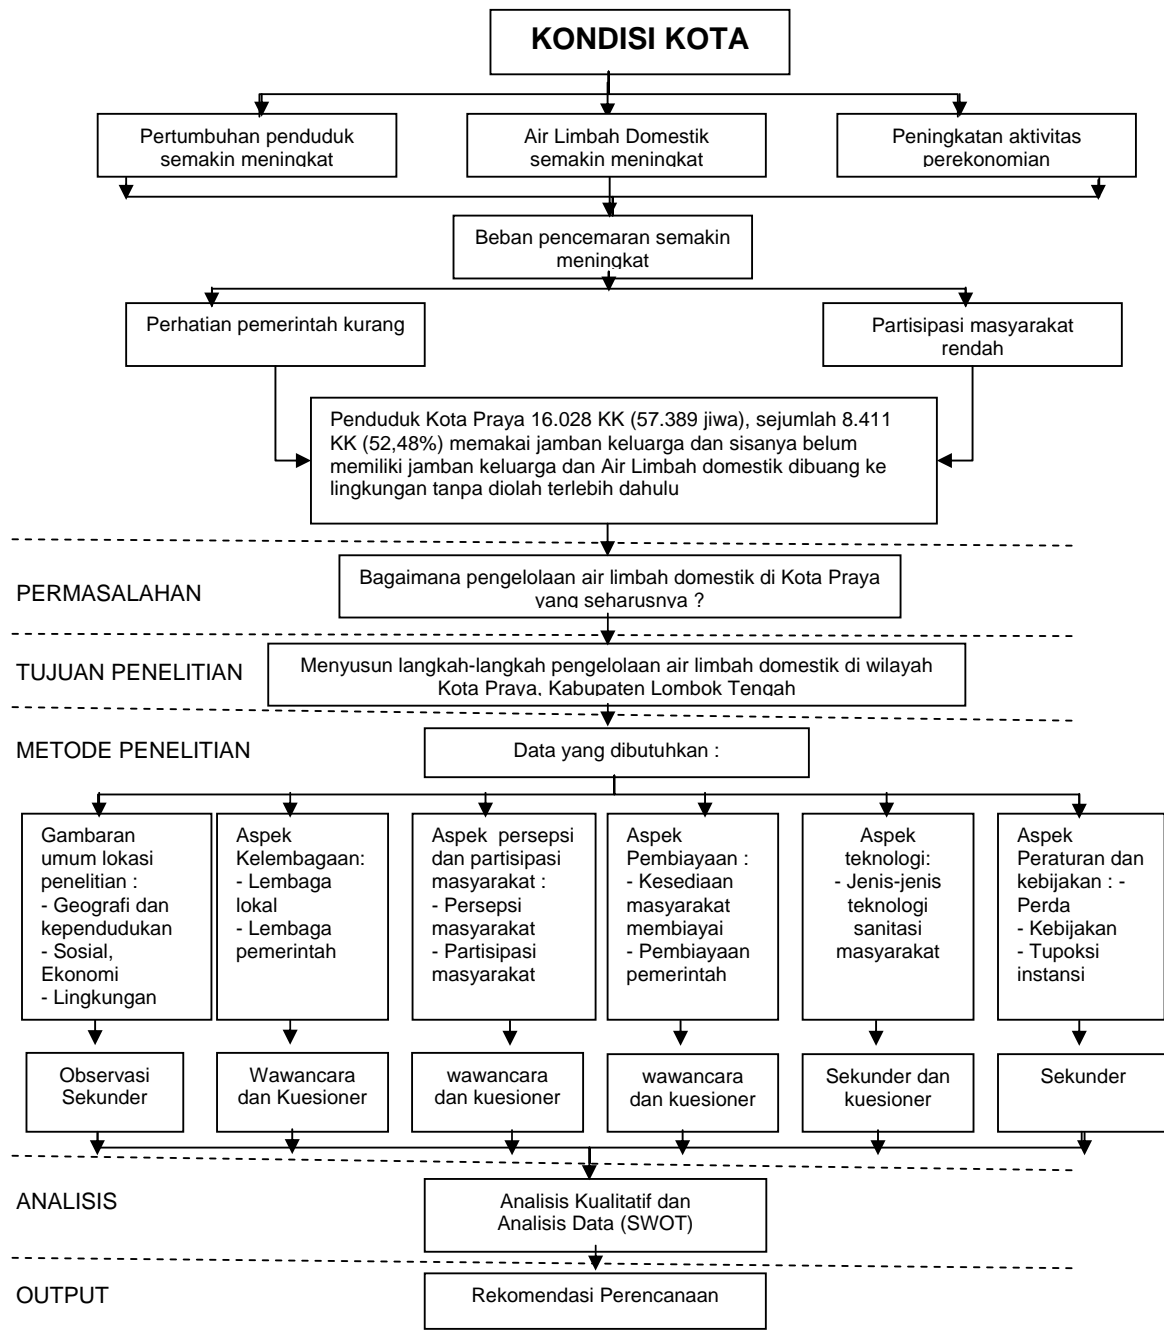 KONDISI KOTA
Pertumbuhan penduduk
semakin meningkat
Air Limbah Domestik
semakin meningkat
Peningkatan aktivitas
perekonomian
Beban pencemaran semakin
meningkat
Perhatian pemerintah kurang
Partisipasi masyarakat
rendah
Penduduk Kota Praya 16.028 KK (57.389 jiwa), sejumlah 8.411
KK (52,48%) memakai jamban keluarga dan sisanya belum
memiliki jamban keluarga dan Air Limbah domestik dibuang ke
lingkungan tanpa diolah terlebih dahulu
PERMASALAHAN
Bagaimana pengelolaan air limbah domestik di Kota Praya
yang seharusnya ?
TUJUAN PENELITIAN
Menyusun langkah-langkah pengelolaan air limbah domestik di wilayah
Kota Praya, Kabupaten Lombok Tengah
METODE PENELITIAN
Data yang dibutuhkan :
Gambaran
umum lokasi
penelitian :
- Geografi dan
kependudukan
- Sosial,
Ekonomi
- Lingkungan
Aspek
Kelembagaan:
- Lembaga
lokal
- Lembaga
pemerintah
Aspek persepsi
dan partisipasi
masyarakat :
- Persepsi
masyarakat
- Partisipasi
masyarakat
Aspek
Pembiayaan :
- Kesediaan
masyarakat
membiayai
- Pembiayaan
pemerintah
Aspek
teknologi:
- Jenis-jenis
teknologi
sanitasi
masyarakat
Aspek
Peraturan dan
kebijakan : -
Perda
- Kebijakan
- Tupoksi
instansi
Observasi
Sekunder
Wawancara
dan Kuesioner
wawancara
dan kuesioner
wawancara
dan kuesioner
Sekunder dan
kuesioner
Sekunder
ANALISIS
Analisis Kualitatif dan
Analisis Data (SWOT)
OUTPUT
Rekomendasi Perencanaan